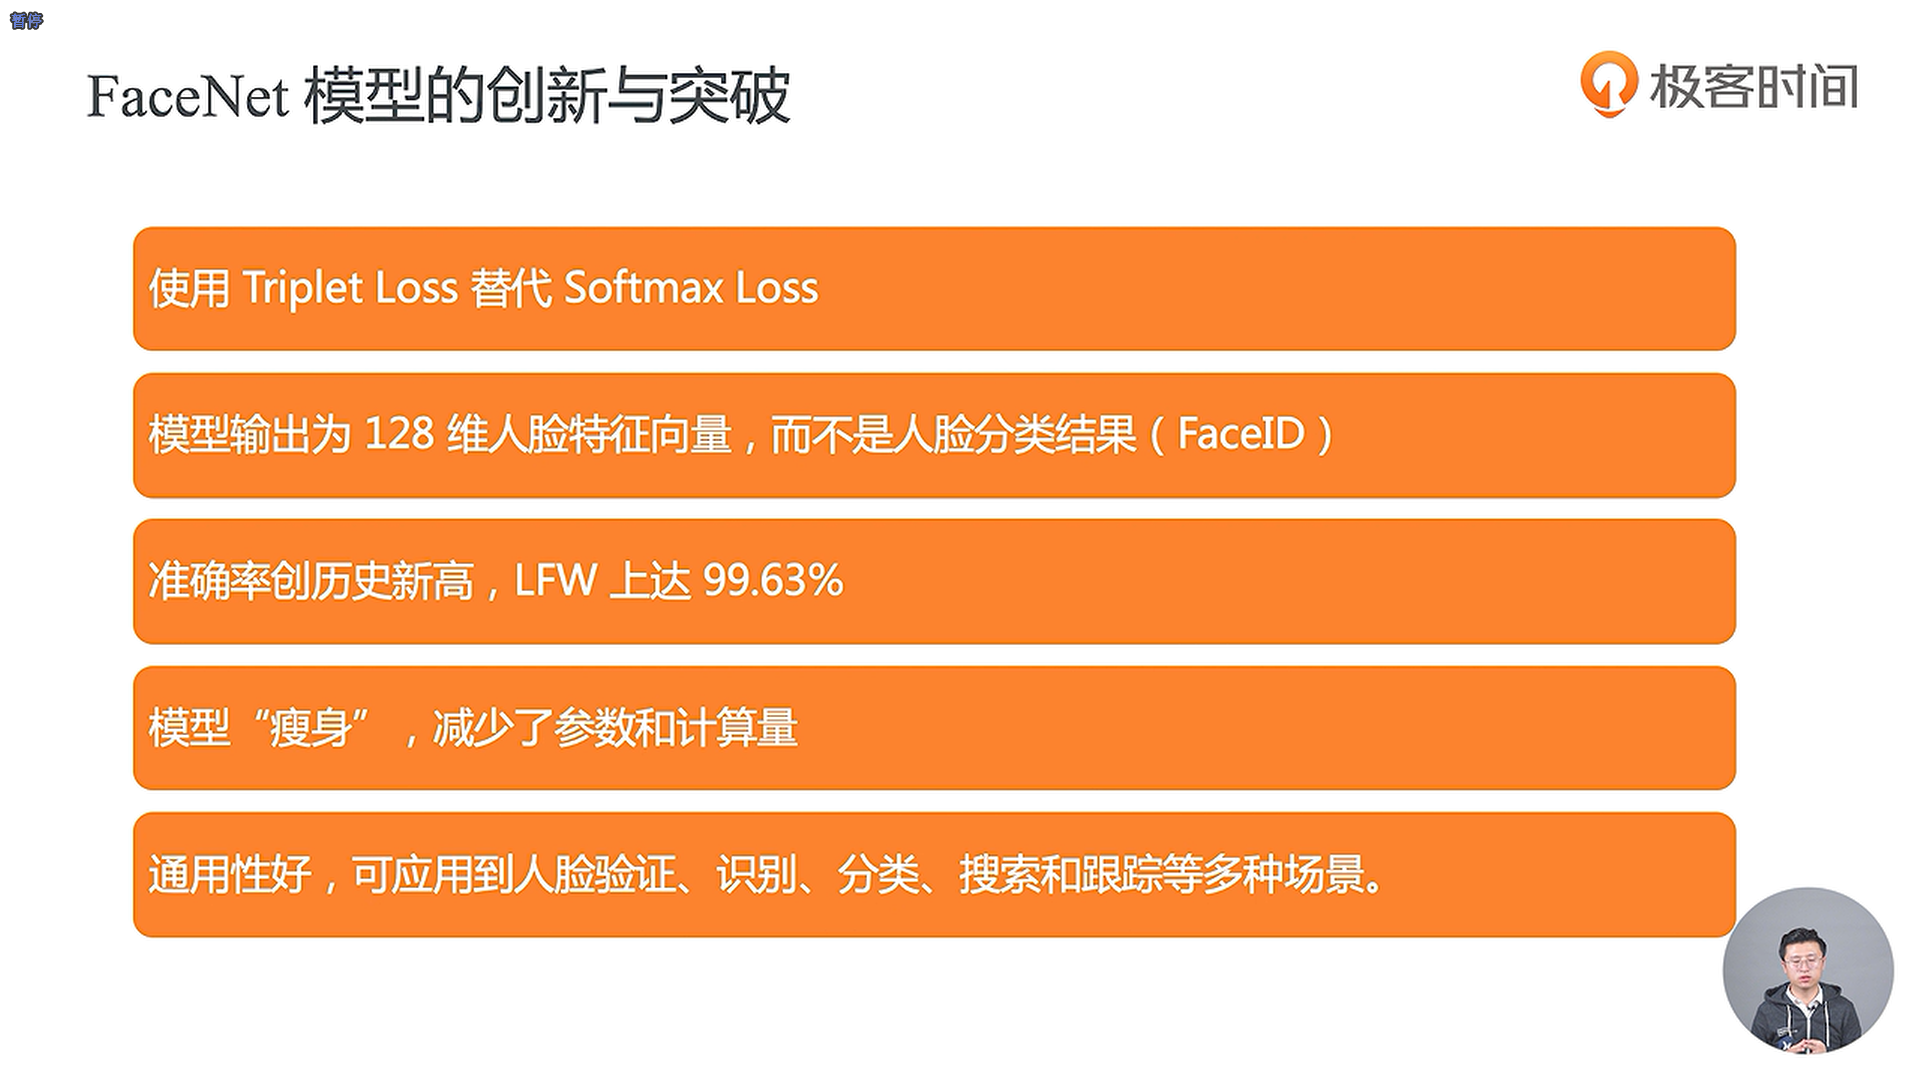 暂停
FaceNet 模型的创新与突破
极客时间
使用 Triplet Loss 替代 Softmax Loss
模型输出为 128 维人脸特征向量，而不是人脸分类结果（FaceID）
准确率创历史新高，LFW 上达 99.63%
模型“瘦身”，减少了参数和计算量
通用性好，可应用到人脸验证、识别、分类、搜索和跟踪等多种场景。